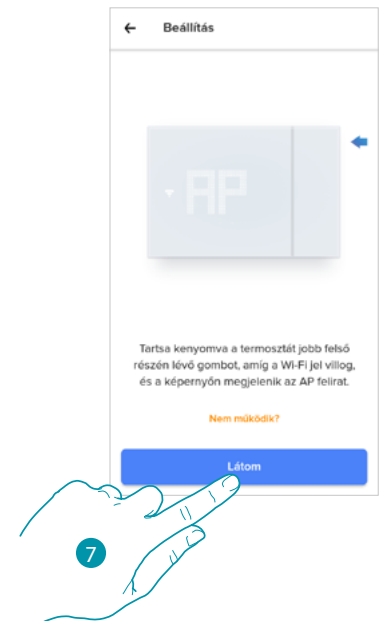 Beállítás
AP
Tartsa kenyomva a termosztát jobb felső
részén lévő gombot, amíg a Wi-Fi jel villog,
és a képernyőn megjelenik az AP felirat.
Nem működik?
Látom
7